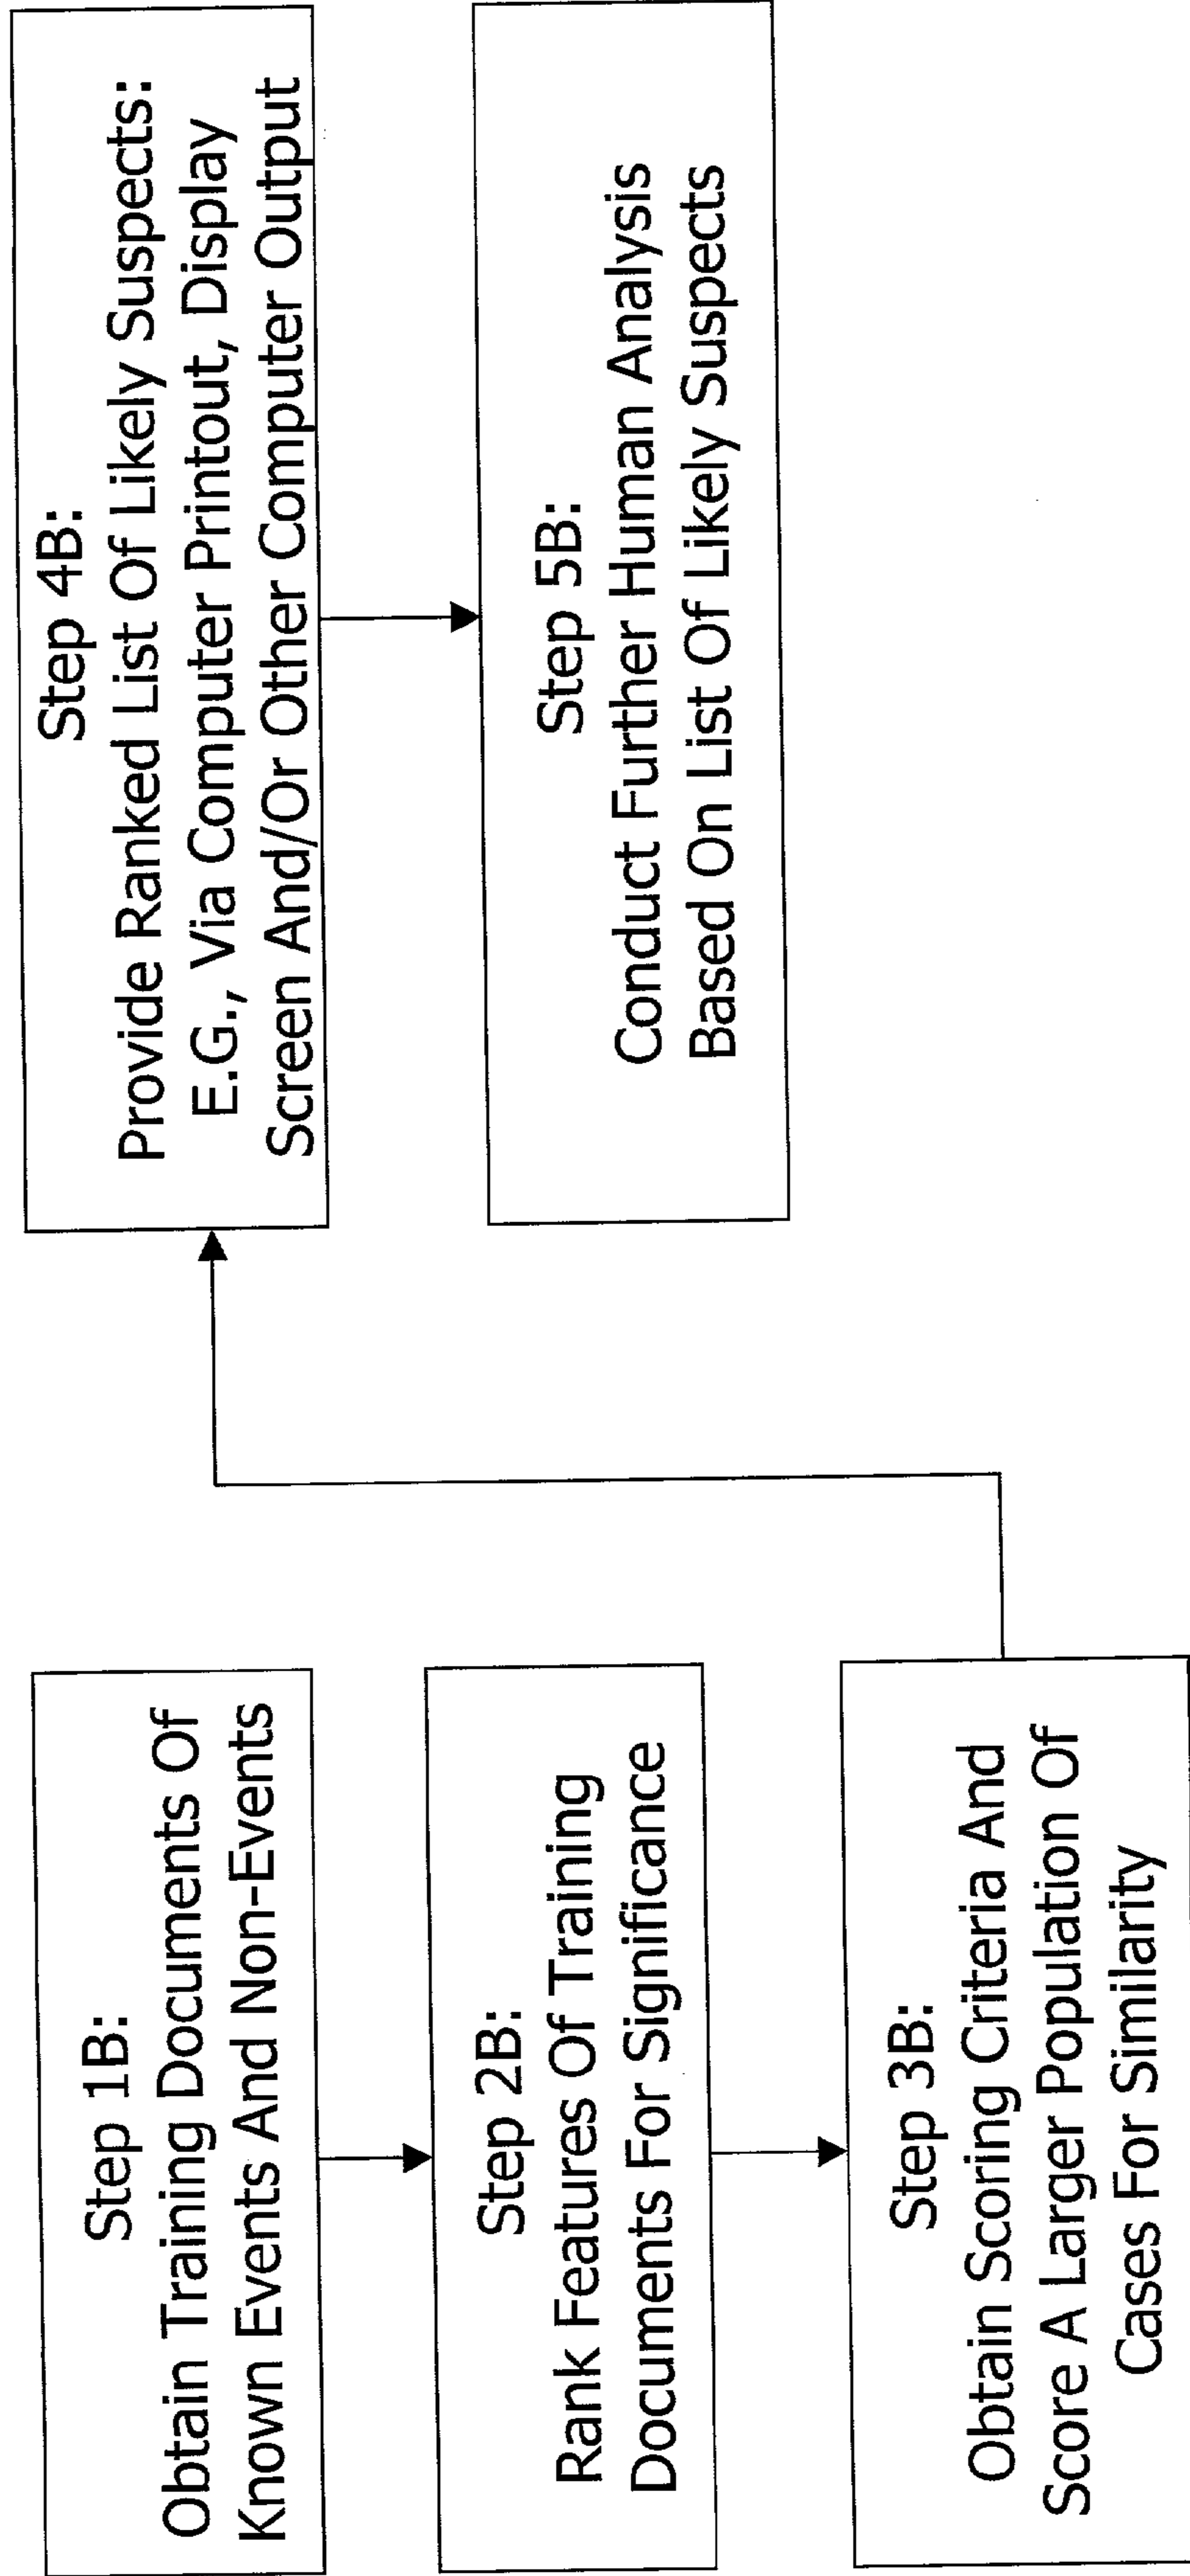 Step 1B:
Obtain Training Documents Of
Known Events And Non-Events
Step 2B:
Rank Features Of Training
Documents For Significance
Step 3B:
Obtain Scoring Criteria And
Score A Larger Population Of
Cases For Similarity
Step 4B:
Provide Ranked List Of Likely Suspects:
E.G., Via Computer Printout, Display
Screen And/Or Other Computer Output
Step 5B:
Conduct Further Human Analysis
Based On List Of Likely Suspects